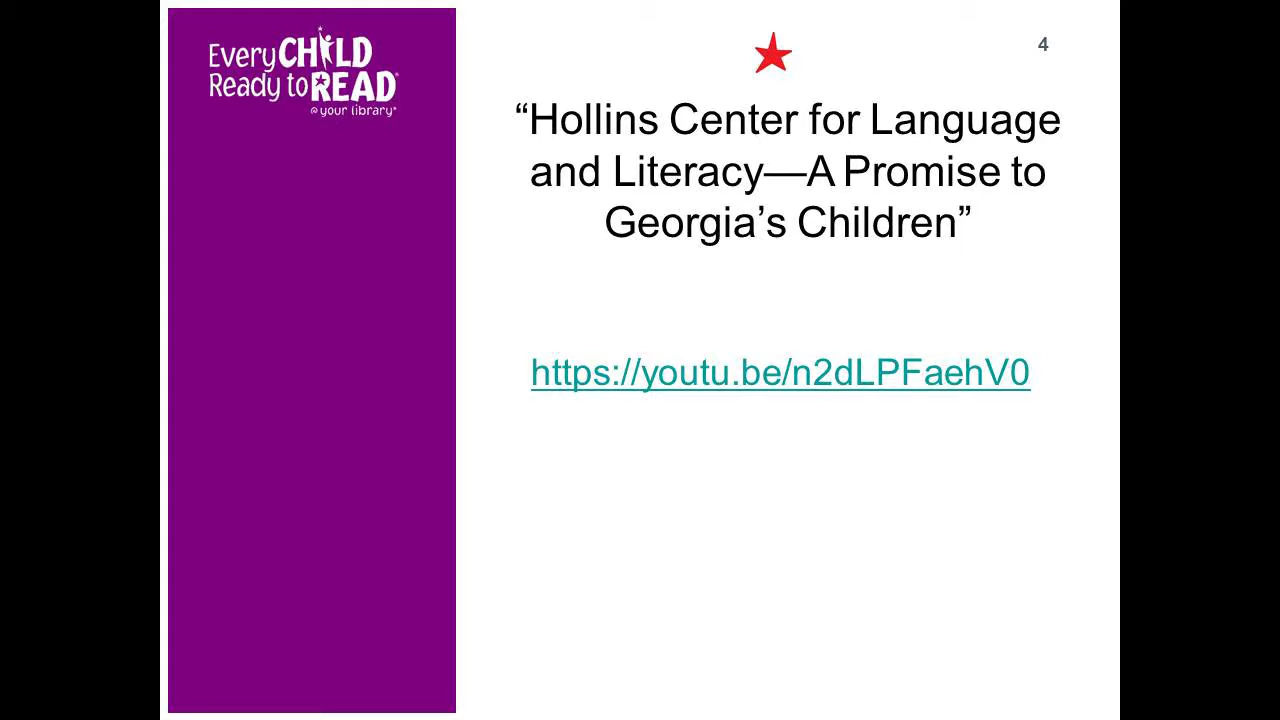 Every CHILD
Ready to READ®
@ your library®
4
“Hollins Center for Language
and Literacy—A Promise to
Georgia’s Children”
https://youtu.be/n2dLPFaehV0